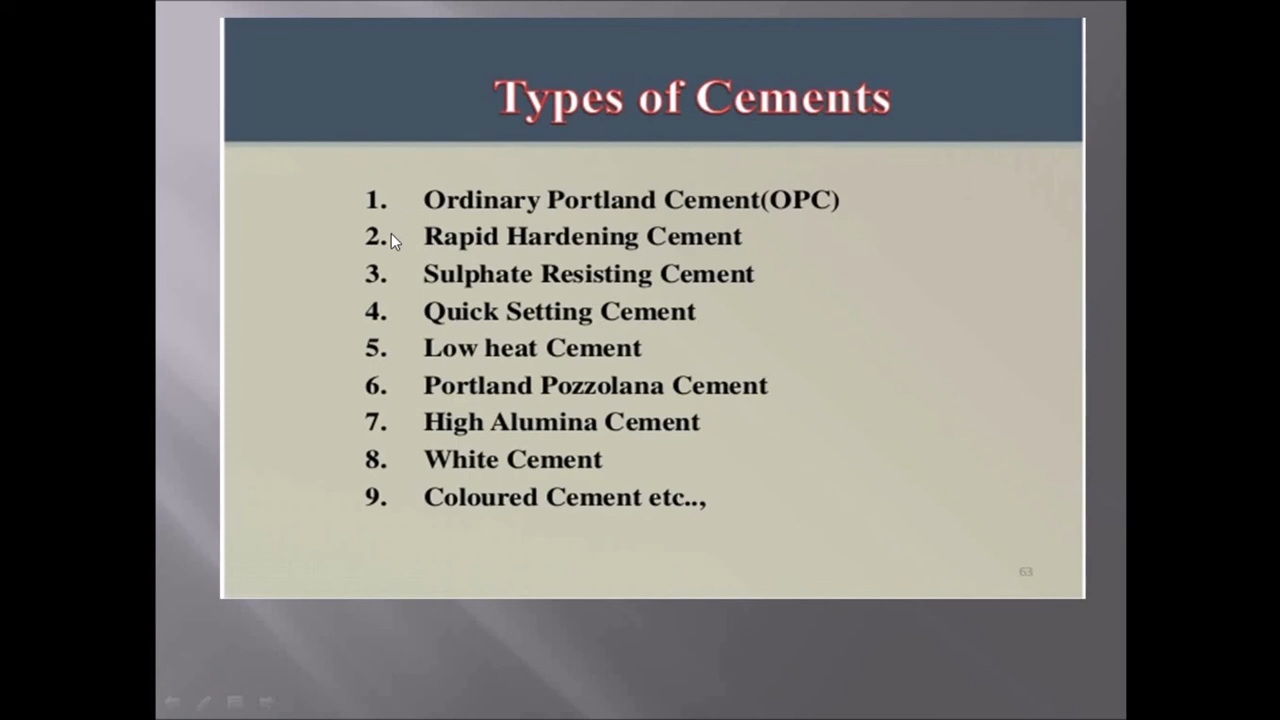 Types of Cements
1. Ordinary Portland Cement(OPC)
2. Rapid Hardening Cement
3. Sulphate Resisting Cement
4. Quick Setting Cement
5. Low heat Cement
6. Portland Pozzolana Cement
7. High Alumina Cement
8. White Cement
9. Coloured Cement etc..,
63